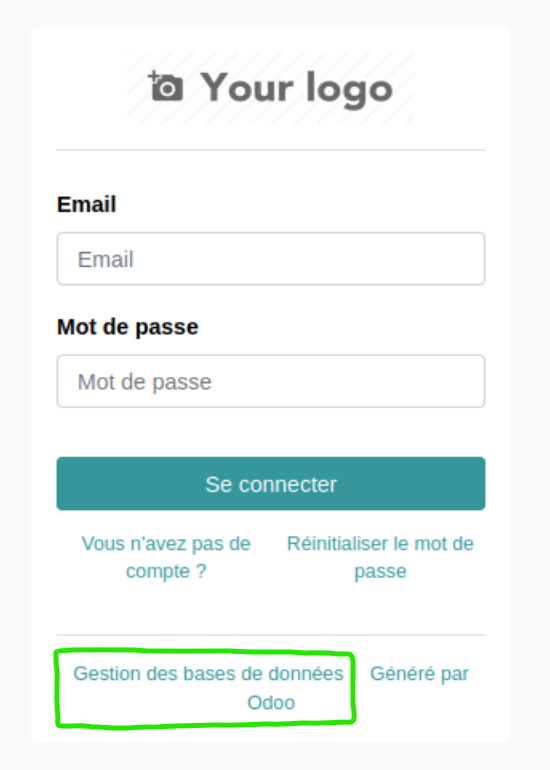 Your logo
Email
Email
Mot de passe
Mot de passe
Se connecter
Vous n'avez pas de
compte ?
Réinitialiser le mot de
passe
Gestion des bases de données Généré par
Odoo